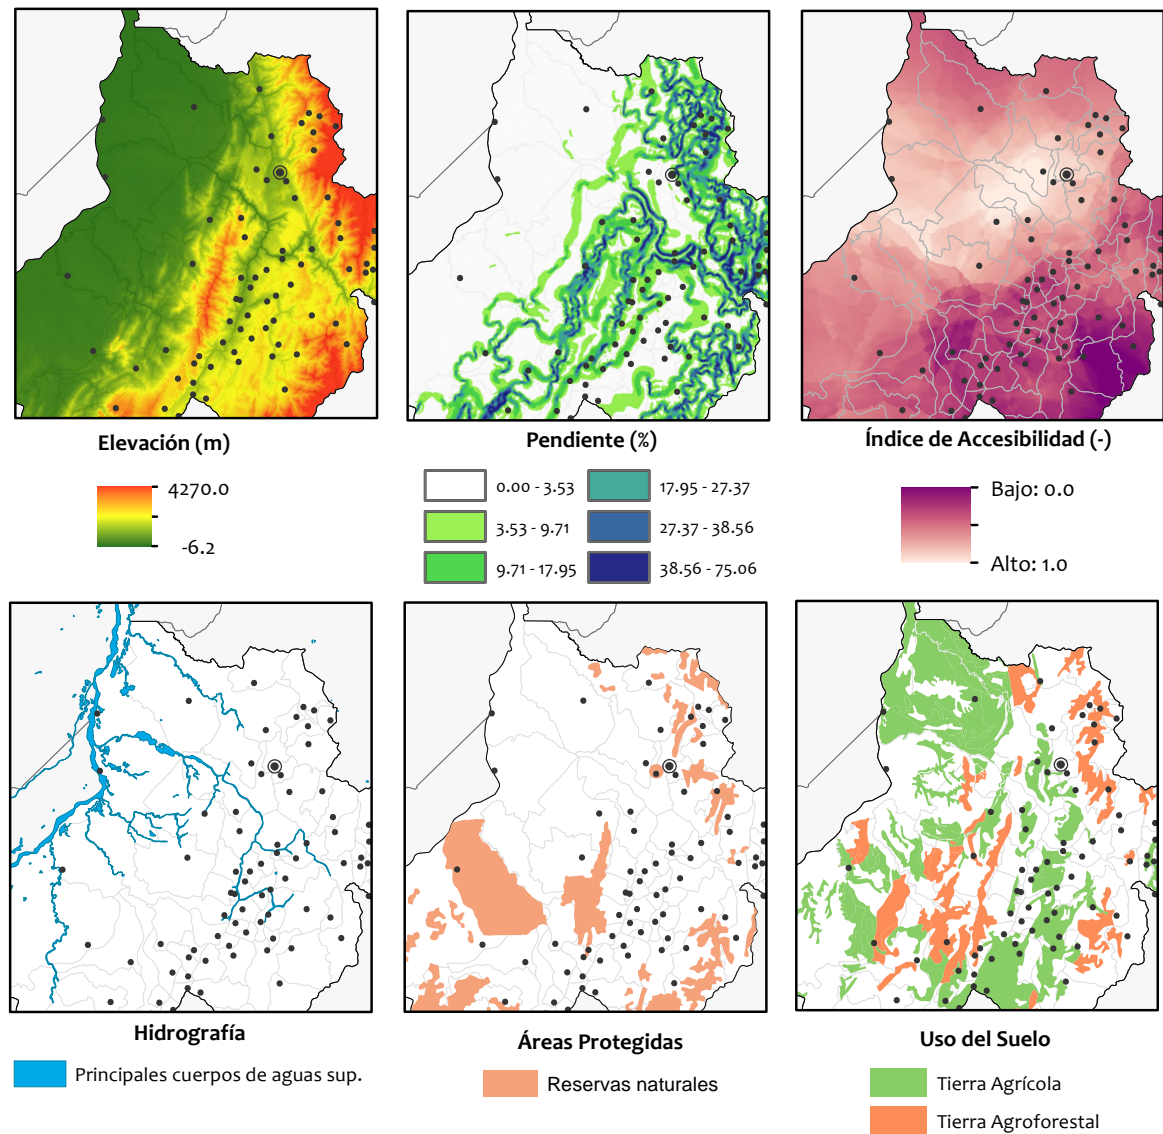 Elevación (m)
4270.0
-6.2
Pendiente (%)
0.00 - 3.53
17.95 - 27.37
3.53 - 9.71
27.37 - 38.56
9.71 - 17.95
38.56 - 75.06
Índice de Accesibilidad (-)
Bajo: 0.0
Alto: 1.0
Hidrografía
Principales cuerpos de aguas sup.
Áreas Protegidas
Reservas naturales
Uso del Suelo
Tierra Agrícola
Tierra Agroforestal